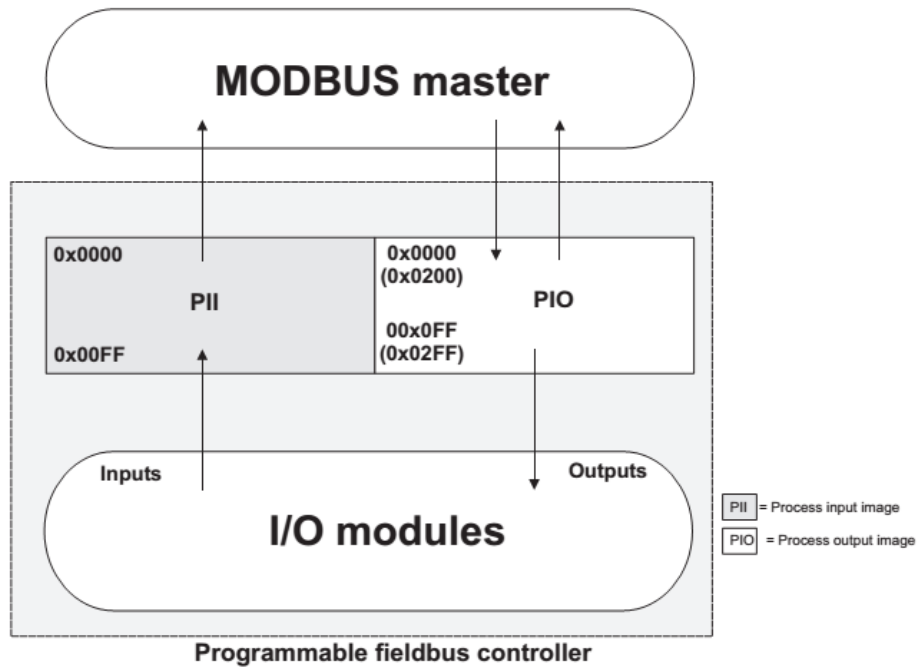 MODBUS master
0x0000
PII
0x00FF
0x0000
(0x0200)
PIO
00x0FF
(0x02FF)
Inputs
Outputs
I/O modules
PII = Process input image
PIO = Process output image
Programmable fieldbus controller